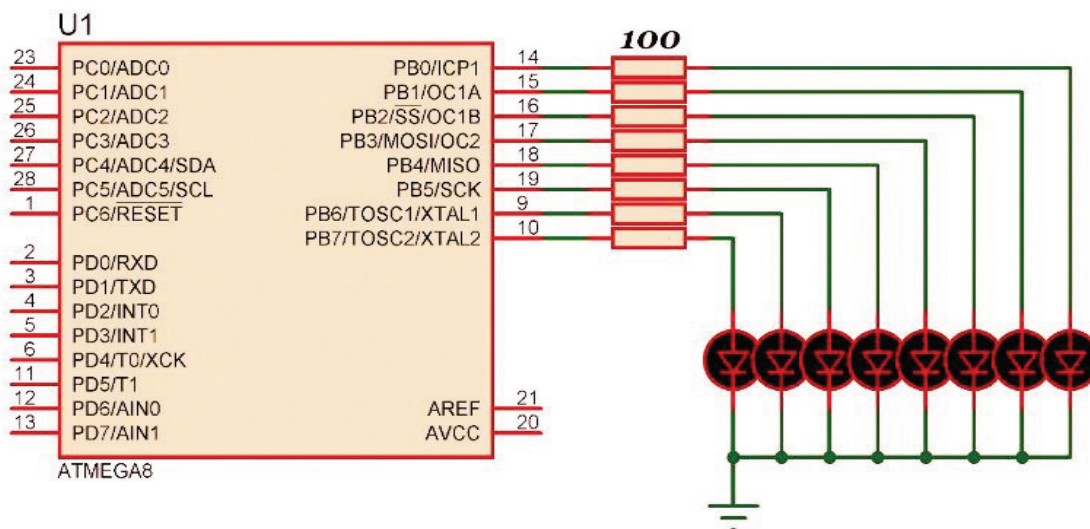 U1
100
23 PC0/ADC0
24 PC1/ADC1
25 PC2/ADC2
26 PC3/ADC3
27 PC4/ADC4/SDA
28 PC5/ADC5/SCL
1 PC6/RESET
2 PD0/RXD
3 PD1/TXD
4 PD2/INT0
5 PD3/INT1
6 PD4/T0/XCK
11 PD5/T1
12 PD6/AIN0
13 PD7/AIN1
PB0/ICP1 14
PB1/OC1A 15
PB2/SS/OC1B 16
PB3/MOSI/OC2 17
PB4/MISO 18
PB5/SCK 19
PB6/TOSC1/XTAL1 9
PB7/TOSC2/XTAL2 10
AREF 21
AVCC 20
ATMEGA8